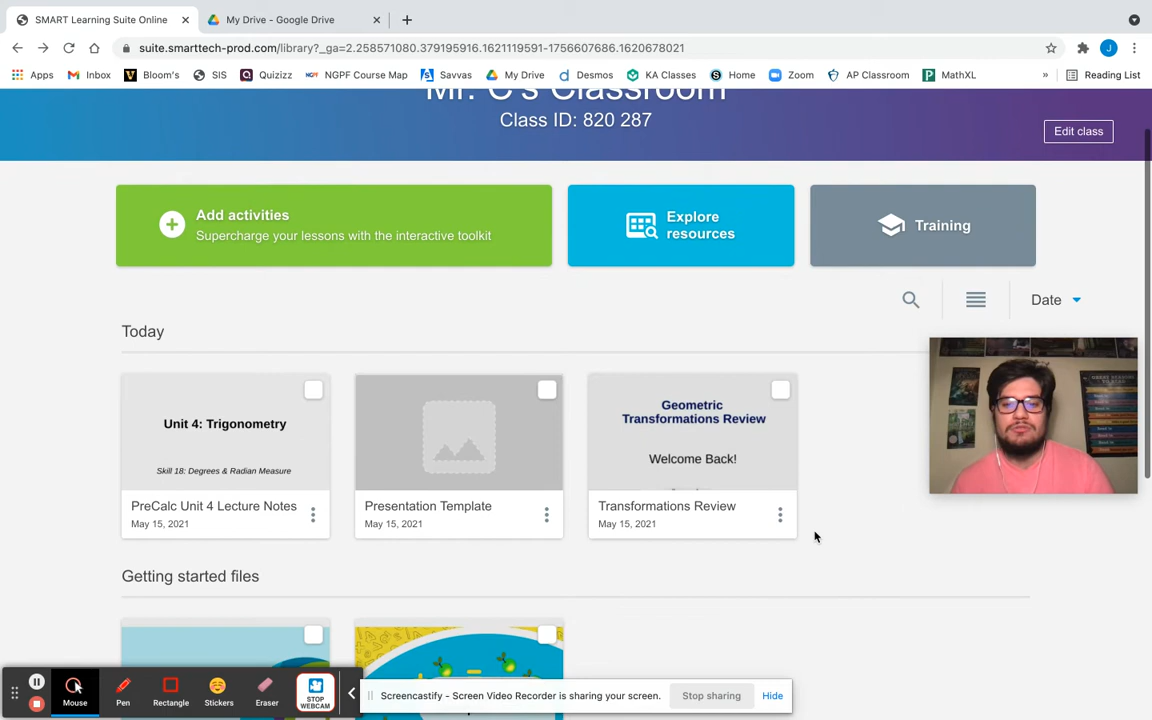 SMART Learning Suite Online
My Drive - Google Drive
suite.smarttech-prod.com/library?_ga=2.258571080.379195916.1621119591-1756607686.1620678021
J
Apps
Inbox
Bloom's
SIS
Quizizz
NGPF Course Map
Savvas
My Drive
Desmos
KA Classes
Home
Zoom
AP Classroom
MathXL
»
Reading List
Mr. C's Classroom
Class ID: 820 287
Edit class
Add activities
Supercharge your lessons with the interactive toolkit
Explore
resources
Training
Date
Today
Unit 4: Trigonometry
Skill 18: Degrees & Radian Measure
PreCalc Unit 4 Lecture Notes
May 15, 2021
Presentation Template
May 15, 2021
Geometric
Transformations Review
Welcome Back!
Transformations Review
May 15, 2021
Getting started files
Mouse
Pen
Rectangle
Stickers
Eraser
STOP
WEBCAM
Screencastify - Screen Video Recorder is sharing your screen.
Stop sharing
Hide